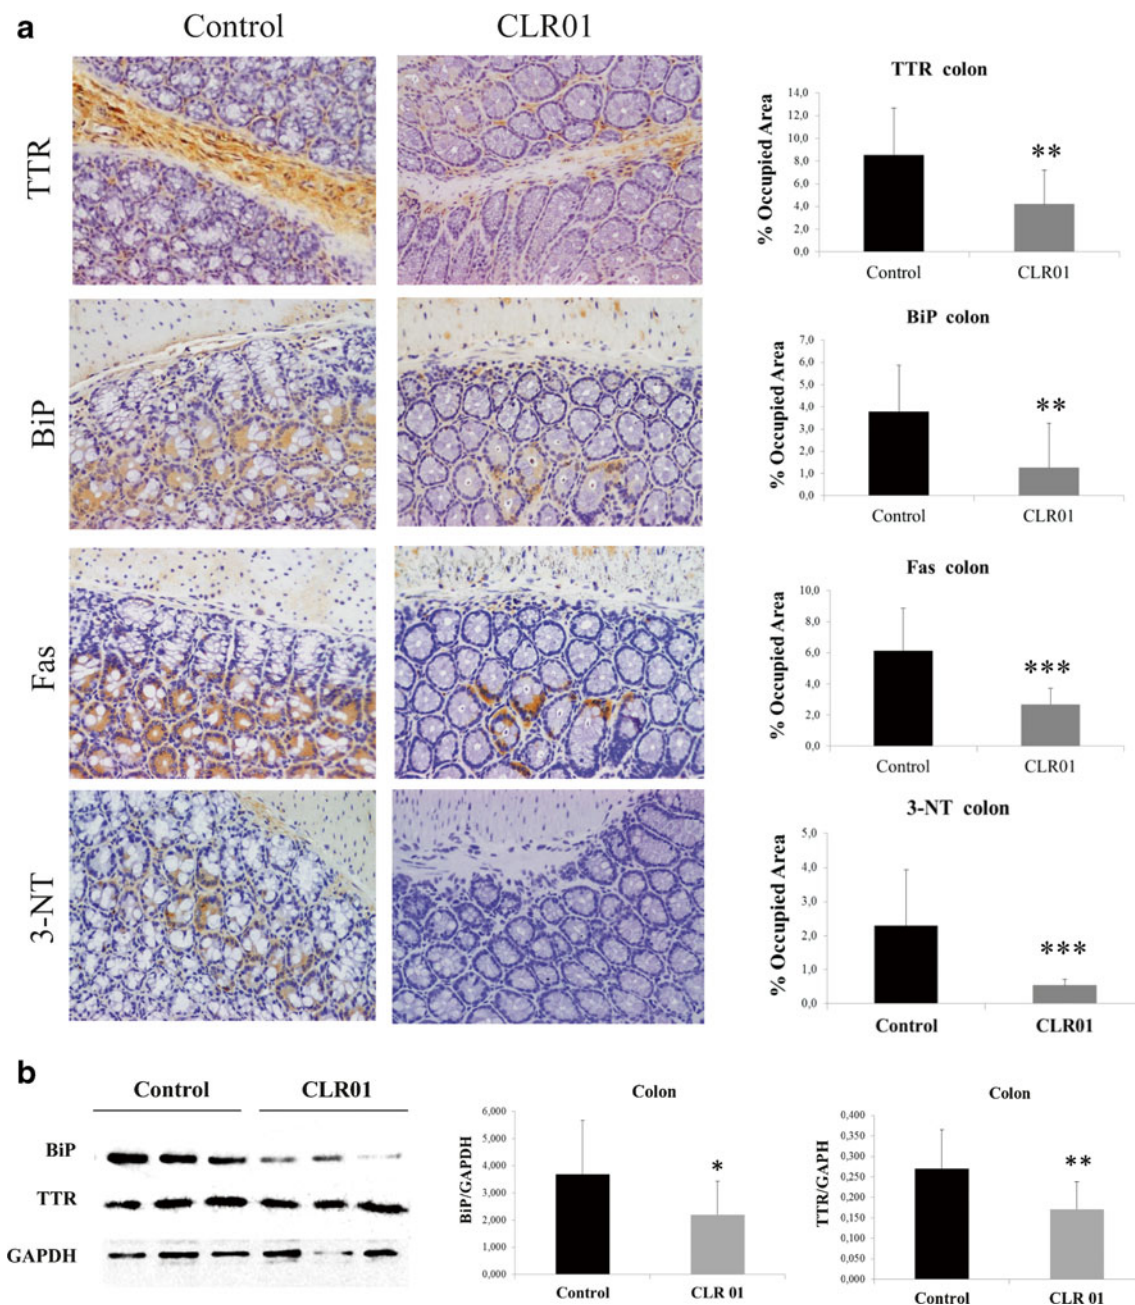 a
Control
CLR01
TTR
TTR colon
% Occupied Area
14,0
12,0
10,0
8,0
6,0
4,0
2,0
0,0
**
Control
CLR01
BiP
BiP colon
% Occupied Area
7,0
6,0
5,0
4,0
3,0
2,0
1,0
0,0
**
Control
CLR01
Fas
Fas colon
% Occupied Area
10,0
8,0
6,0
4,0
2,0
0,0
***
Control
CLR01
3-NT
3-NT colon
% Occupied Area
5,0
4,0
3,0
2,0
1,0
0,0
***
Control
CLR01
b
Control
CLR01
BiP
TTR
GAPDH
Colon
BiP/GAPDH
6,000
5,000
4,000
3,000
2,000
1,000
0,000
*
Control
CLR 01
Colon
TTR/GAPH
0,400
0,350
0,300
0,250
0,200
0,150
0,100
0,050
0,000
**
Control
CLR 01